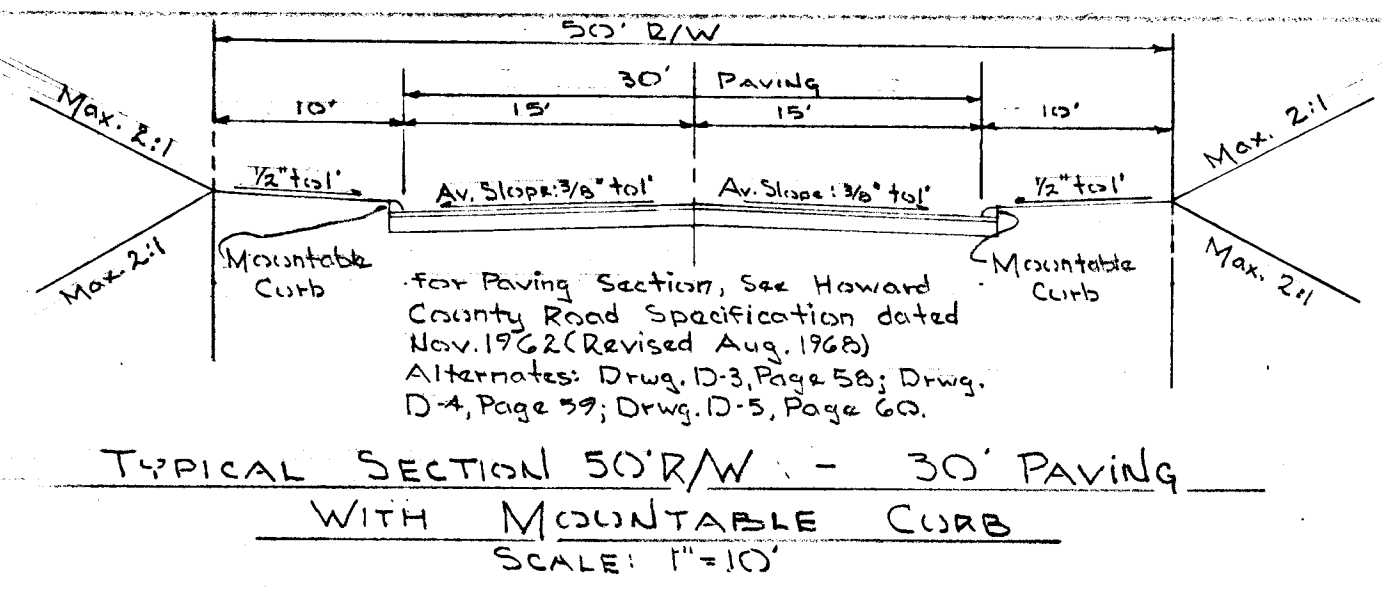 50' R/W
30' PAVING
10' 15' 15' 10'
Max. 2:1
Max. 2:1
1/2" to 1'
Av. Slope: 3/8" to 1'
Av. Slope: 3/8" to 1'
1/2" to 1'
Max. 2:1
Max. 2:1
Mountable
Curb
Mountable
Curb
For Paving Section, See Howard
County Road Specification dated
Nov. 1962 (Revised Aug. 1968)
Alternates: Drwg. D-3, Page 58; Drwg.
D-4, Page 59; Drwg. D-5, Page 60.
TYPICAL SECTION 50' R/W - 30' PAVING
WITH MOUNTABLE CURB
SCALE: 1" = 10'